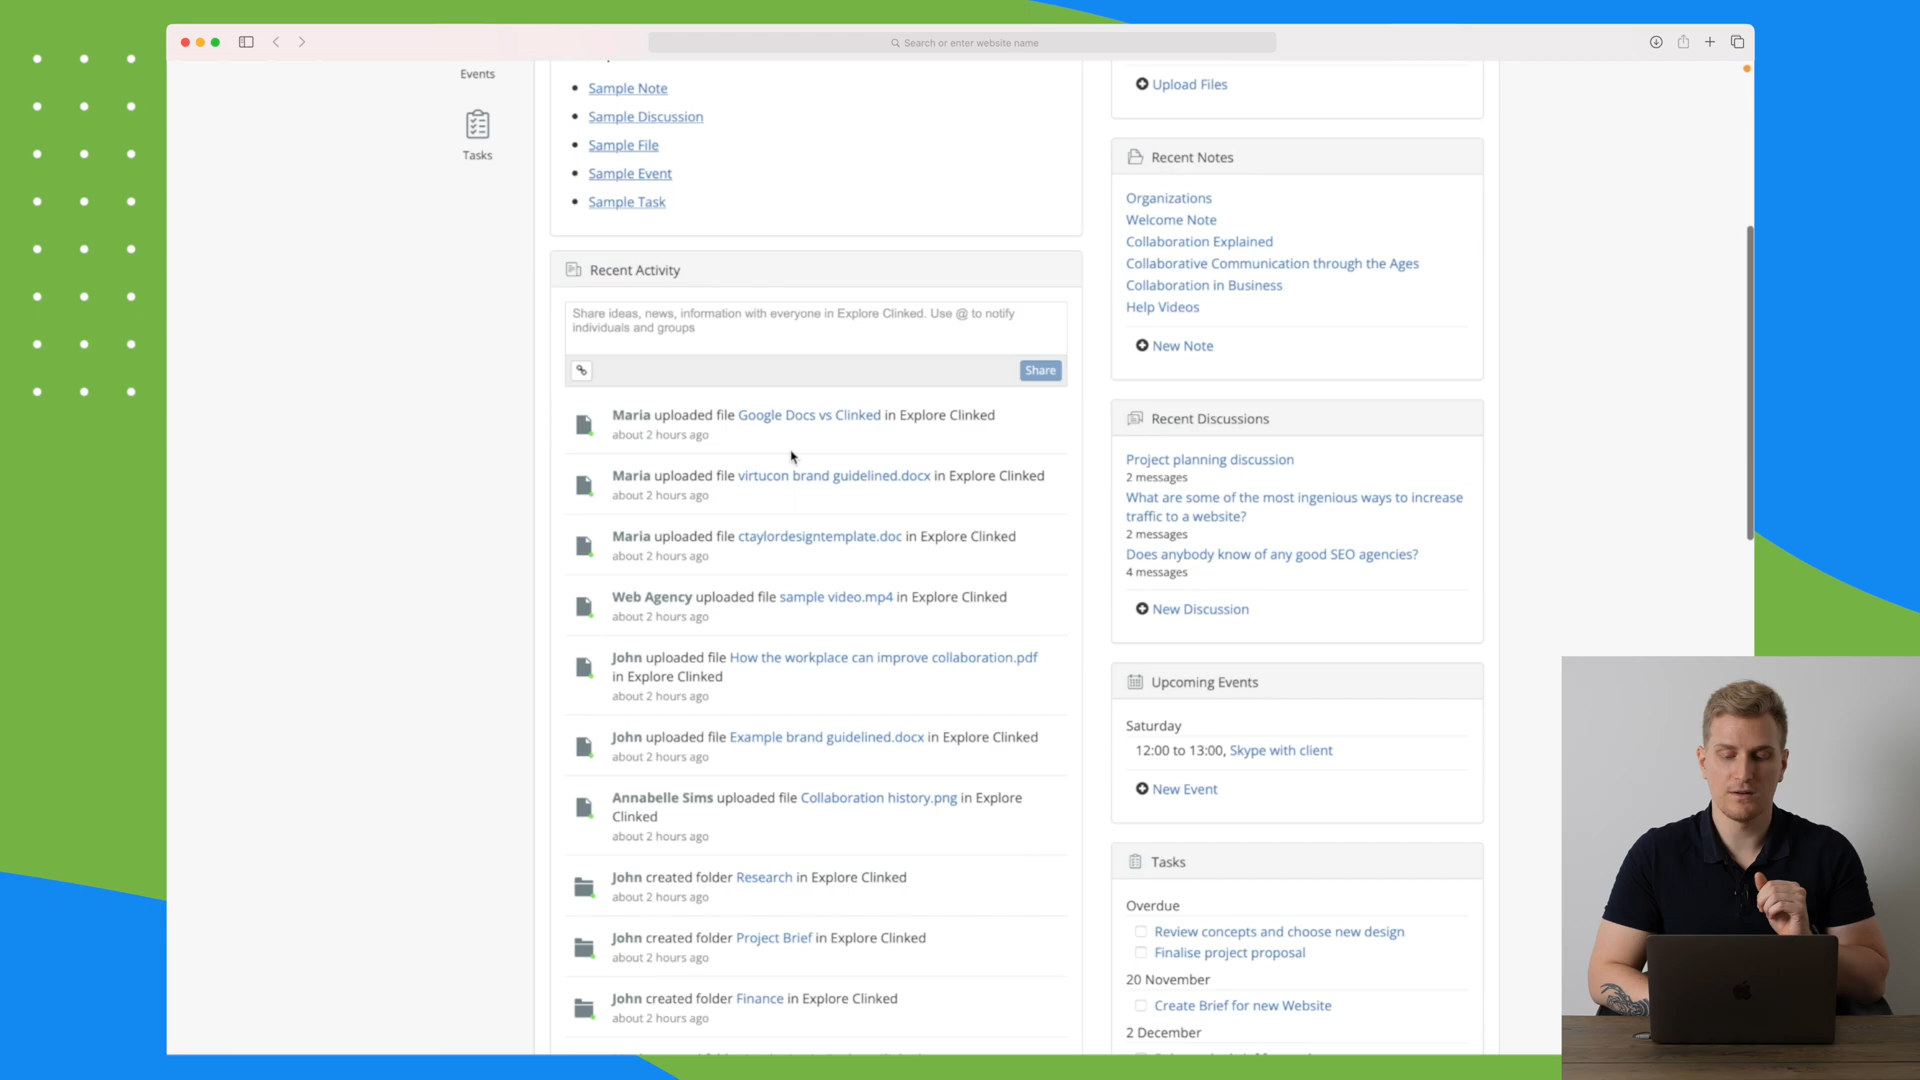 Search or enter website name
Events
Tasks
Sample Note
Sample Discussion
Sample File
Sample Event
Sample Task
Recent Activity
Share ideas, news, information with everyone in Explore Clinked. Use @ to notify
individuals and groups
Share
Maria uploaded file Google Docs vs Clinked in Explore Clinked
about 2 hours ago
Maria uploaded file virtucon brand guidelined.docx in Explore Clinked
about 2 hours ago
Maria uploaded file ctaylordesigntemplate.doc in Explore Clinked
about 2 hours ago
Web Agency uploaded file sample video.mp4 in Explore Clinked
about 2 hours ago
John uploaded file How the workplace can improve collaboration.pdf
in Explore Clinked
about 2 hours ago
John uploaded file Example brand guidelined.docx in Explore Clinked
about 2 hours ago
Annabelle Sims uploaded file Collaboration history.png in Explore
Clinked
about 2 hours ago
John created folder Research in Explore Clinked
about 2 hours ago
John created folder Project Brief in Explore Clinked
about 2 hours ago
John created folder Finance in Explore Clinked
about 2 hours ago
Upload Files
Recent Notes
Organizations
Welcome Note
Collaboration Explained
Collaborative Communication through the Ages
Collaboration in Business
Help Videos
New Note
Recent Discussions
Project planning discussion
2 messages
What are some of the most ingenious ways to increase
traffic to a website?
2 messages
Does anybody know of any good SEO agencies?
4 messages
New Discussion
Upcoming Events
Saturday
12:00 to 13:00, Skype with client
New Event
Tasks
Overdue
Review concepts and choose new design
Finalise project proposal
20 November
Create Brief for new Website
2 December